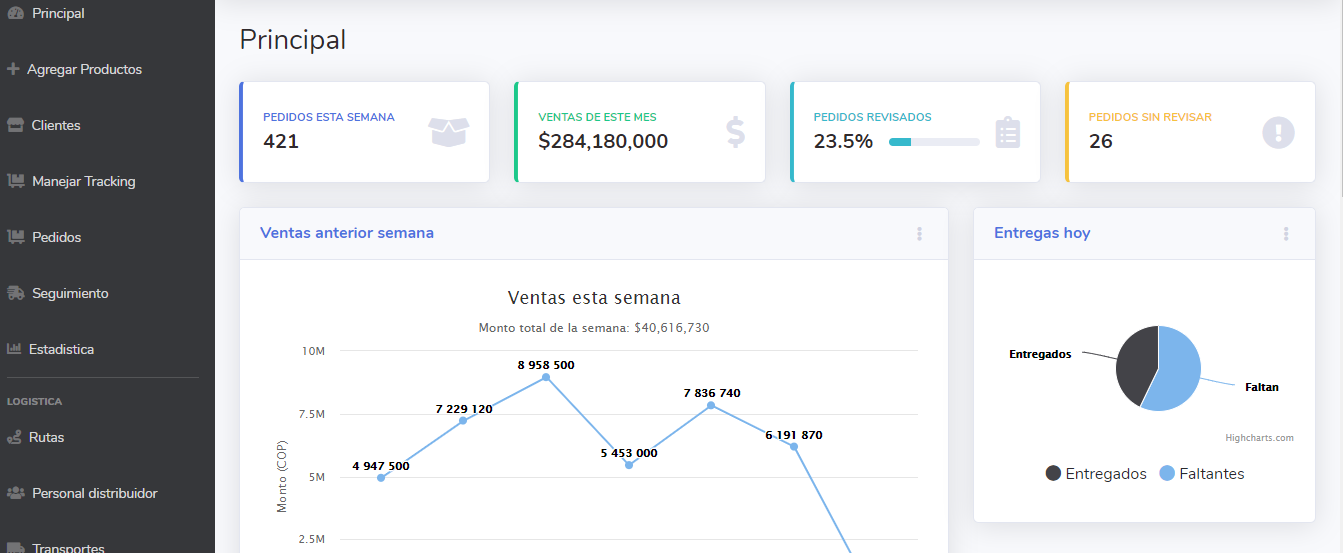 Principal
Agregar Productos
Clientes
Manejar Tracking
Pedidos
Seguimiento
Estadistica
LOGISTICA
Rutas
Personal distribuidor
Transportes
Principal
PEDIDOS ESTA SEMANA
421
VENTAS DE ESTE MES
$284,180,000
PEDIDOS REVISADOS
23.5%
PEDIDOS SIN REVISAR
26
Ventas anterior semana
Ventas esta semana
Monto total de la semana: $40,616,730
Monto (COP)
10M
7.5M
5M
2.5M
4 947 500
7 229 120
8 958 500
5 453 000
7 836 740
6 191 870
Entregas hoy
Entregados
Faltan
Highcharts.com
Entregados
Faltantes